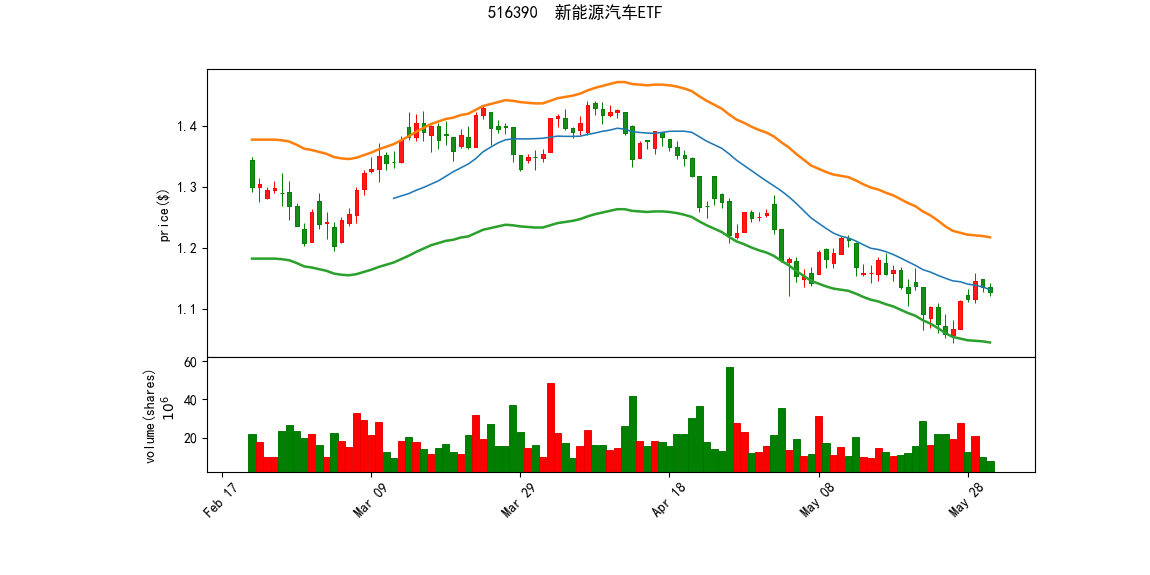 516390 新能源汽车ETF
price($)
1.4
1.3
1.2
1.1
volume(shares)
10^6
60
40
20
Feb 17
Mar 09
Mar 29
Apr 18
May 08
May 28